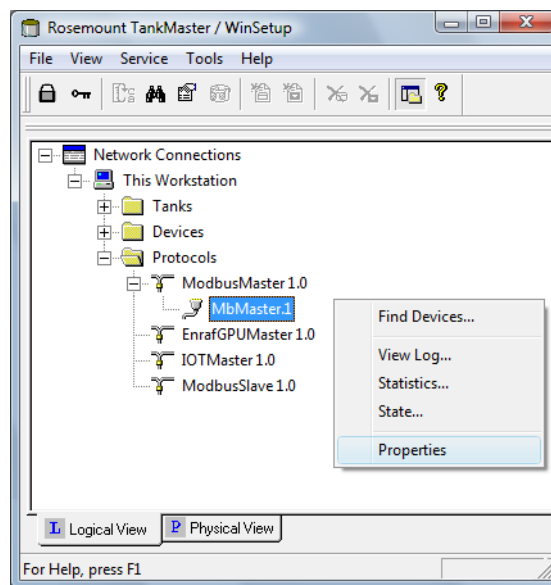 Rosemount TankMaster / WinSetup
File View Service Tools Help
Network Connections
This Workstation
Tanks
Devices
Protocols
ModbusMaster 1.0
MbMaster.1
EnrafGPUMaster 1.0
IOTMaster 1.0
ModbusSlave 1.0
Find Devices...
View Log...
Statistics...
State...
Properties
L Logical View P Physical View
For Help, press F1